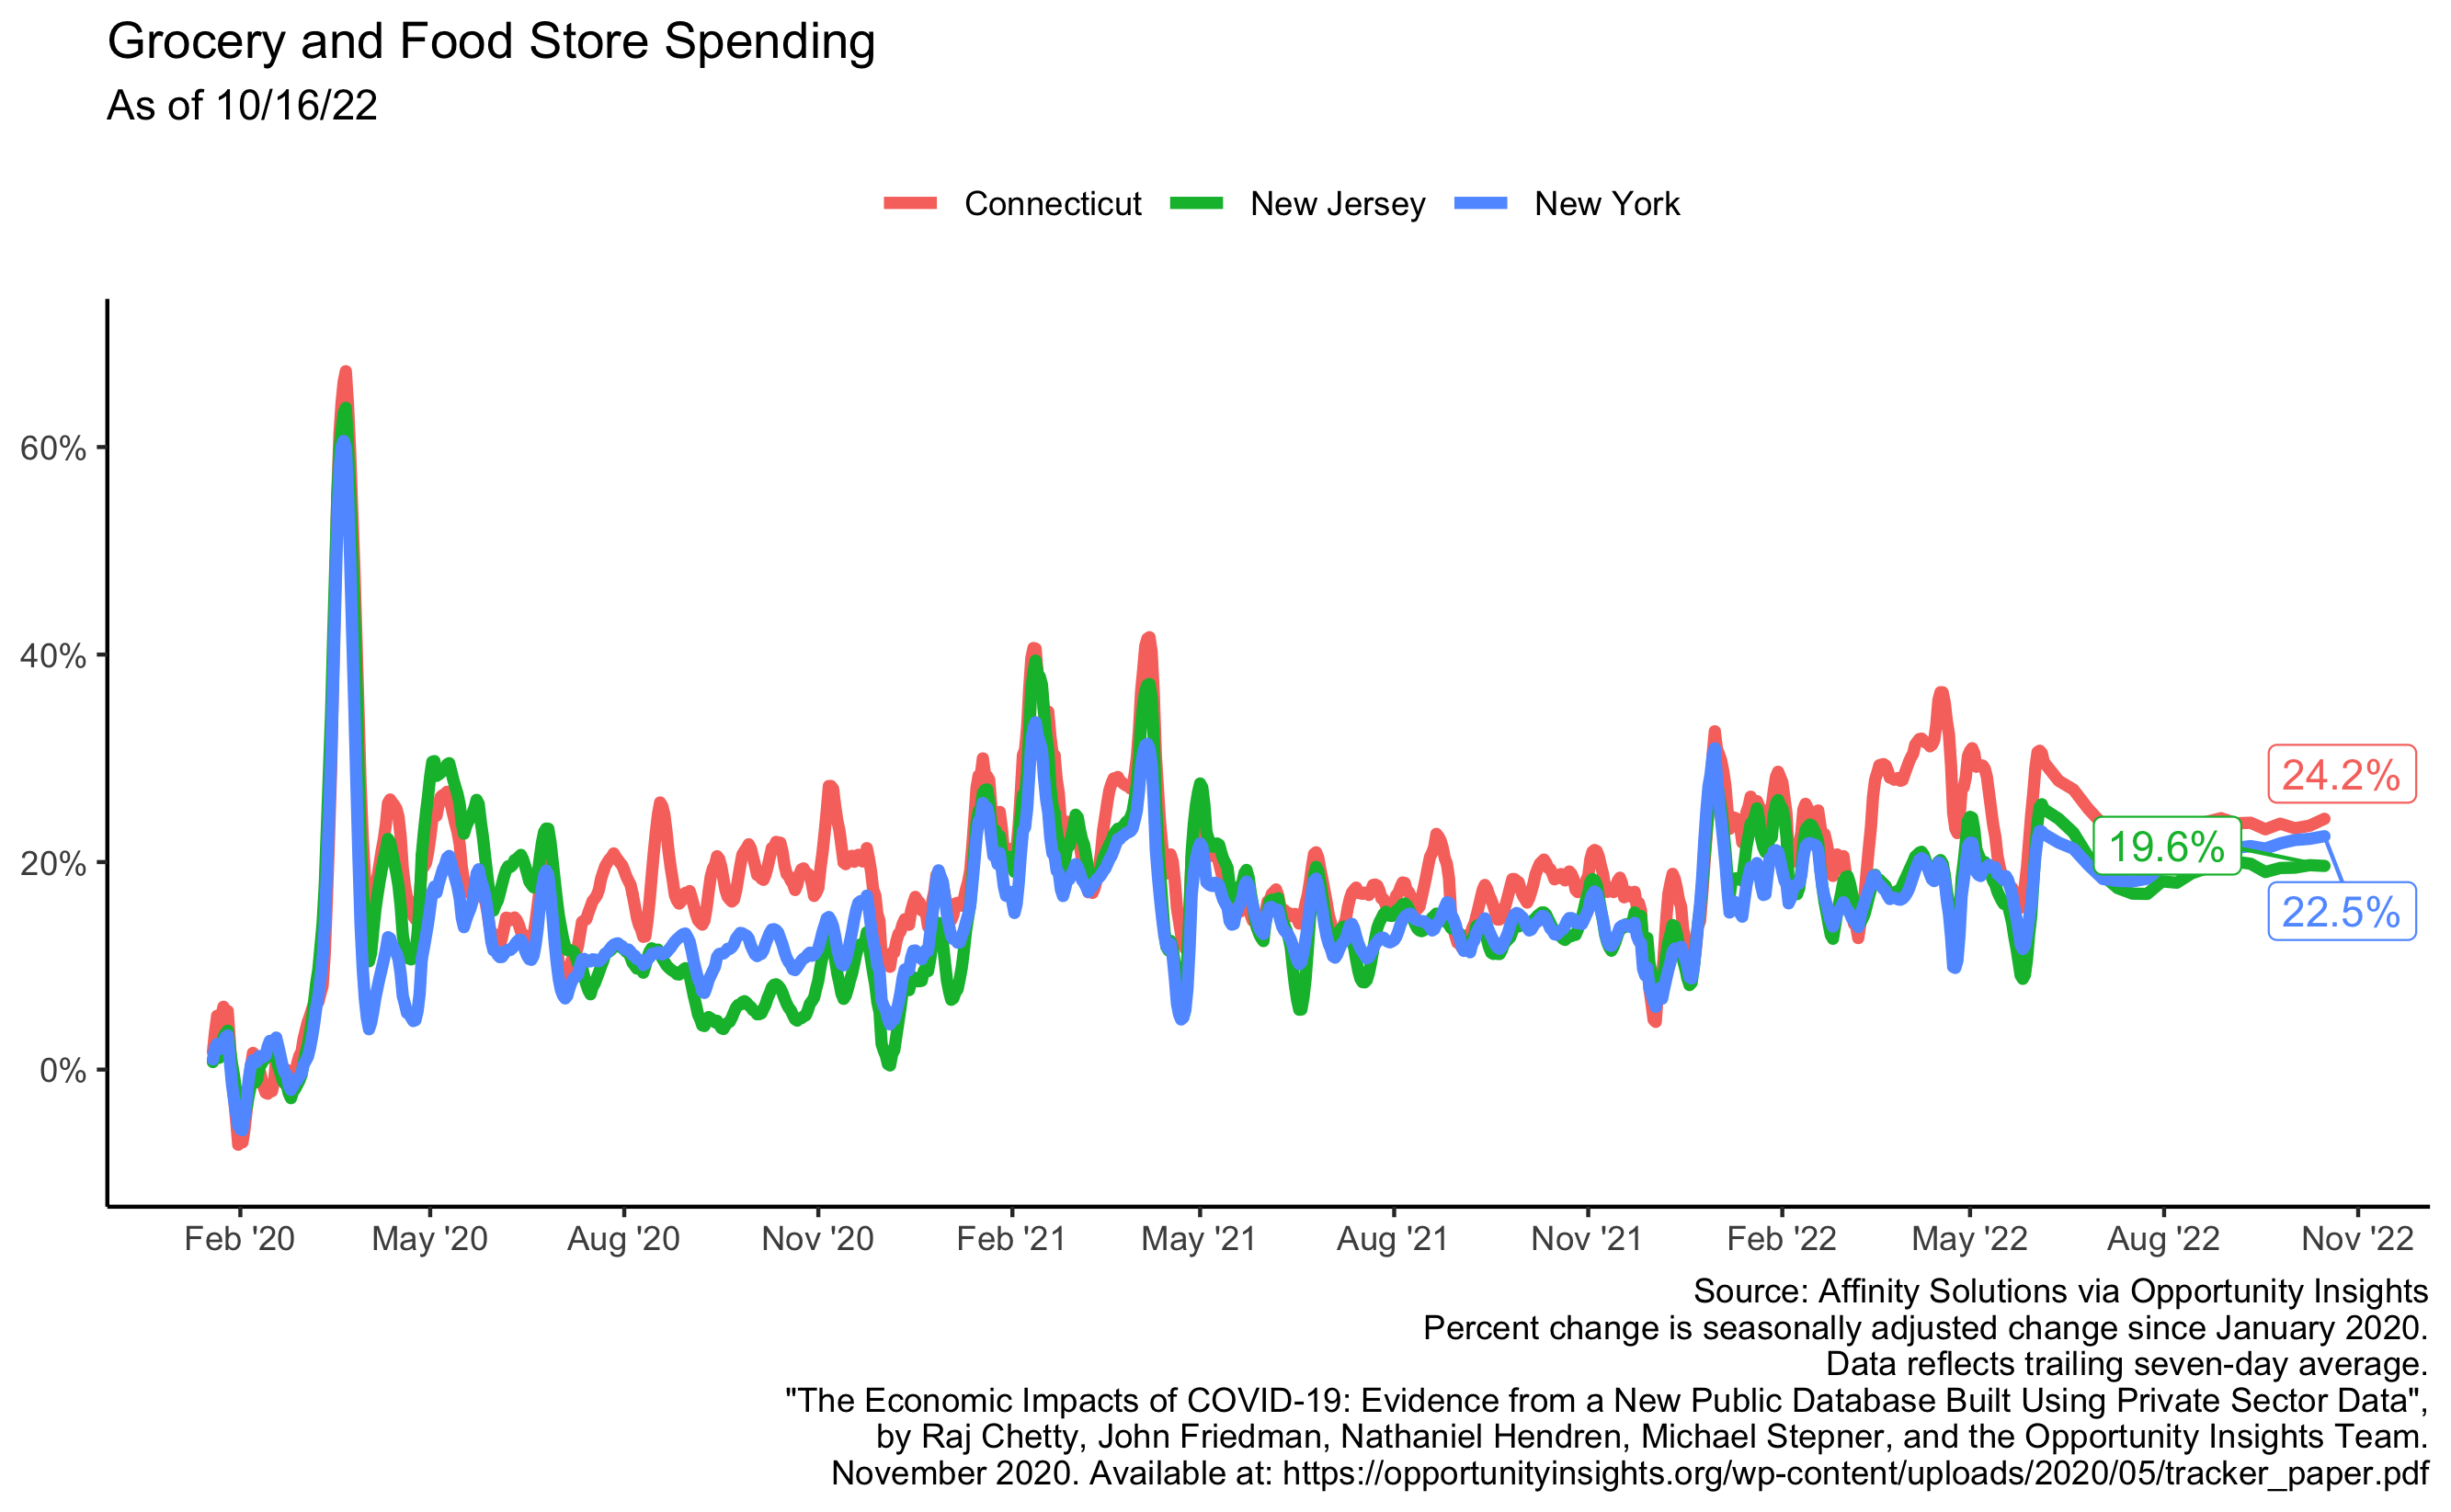 Grocery and Food Store Spending
As of 10/16/22
Connecticut New Jersey New York
60%
40%
20%
0%
24.2%
19.6%
22.5%
Feb '20 May '20 Aug '20 Nov '20 Feb '21 May '21 Aug '21 Nov '21 Feb '22 May '22 Aug '22 Nov '22
Source: Affinity Solutions via Opportunity Insights
Percent change is seasonally adjusted change since January 2020.
Data reflects trailing seven-day average.
"The Economic Impacts of COVID-19: Evidence from a New Public Database Built Using Private Sector Data",
by Raj Chetty, John Friedman, Nathaniel Hendren, Michael Stepner, and the Opportunity Insights Team.
November 2020. Available at: https://opportunityinsights.org/wp-content/uploads/2020/05/tracker_paper.pdf